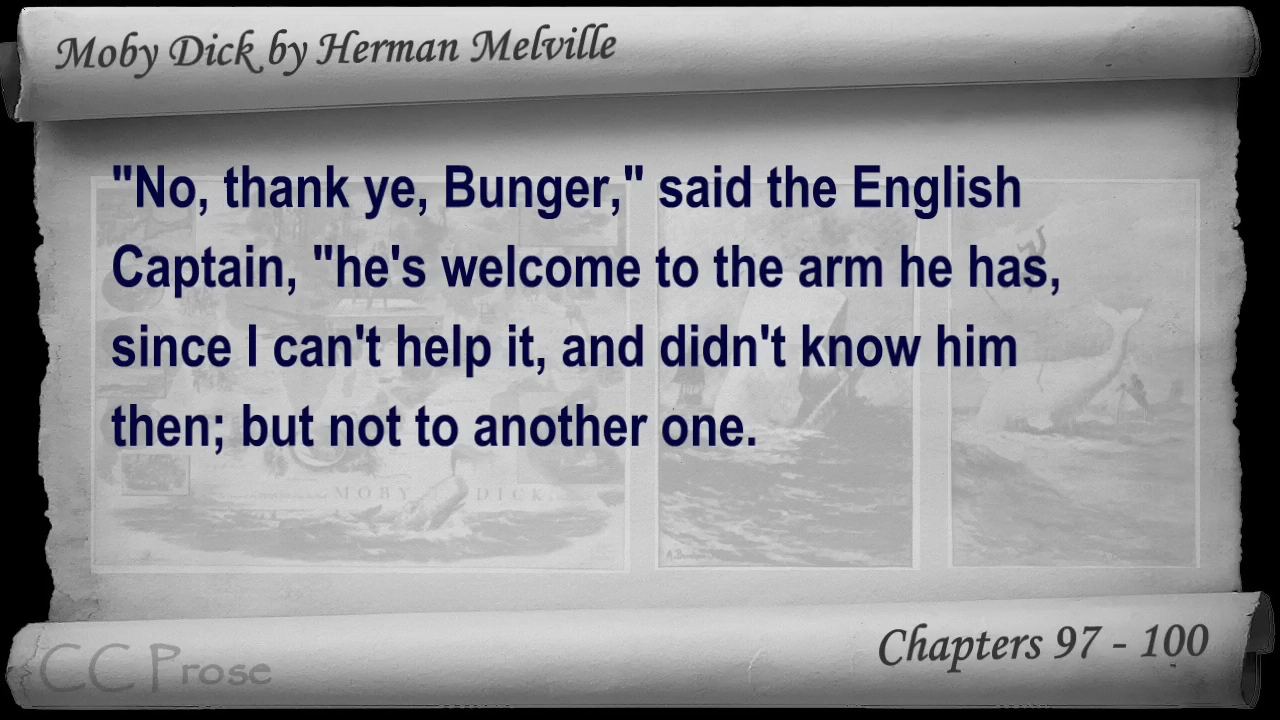 Moby Dick by Herman Melville
"No, thank ye, Bunger," said the English
Captain, "he's welcome to the arm he has,
since I can't help it, and didn't know him
then; but not to another one.
MOBY DICK
Chapters 97 - 100
CC Prose